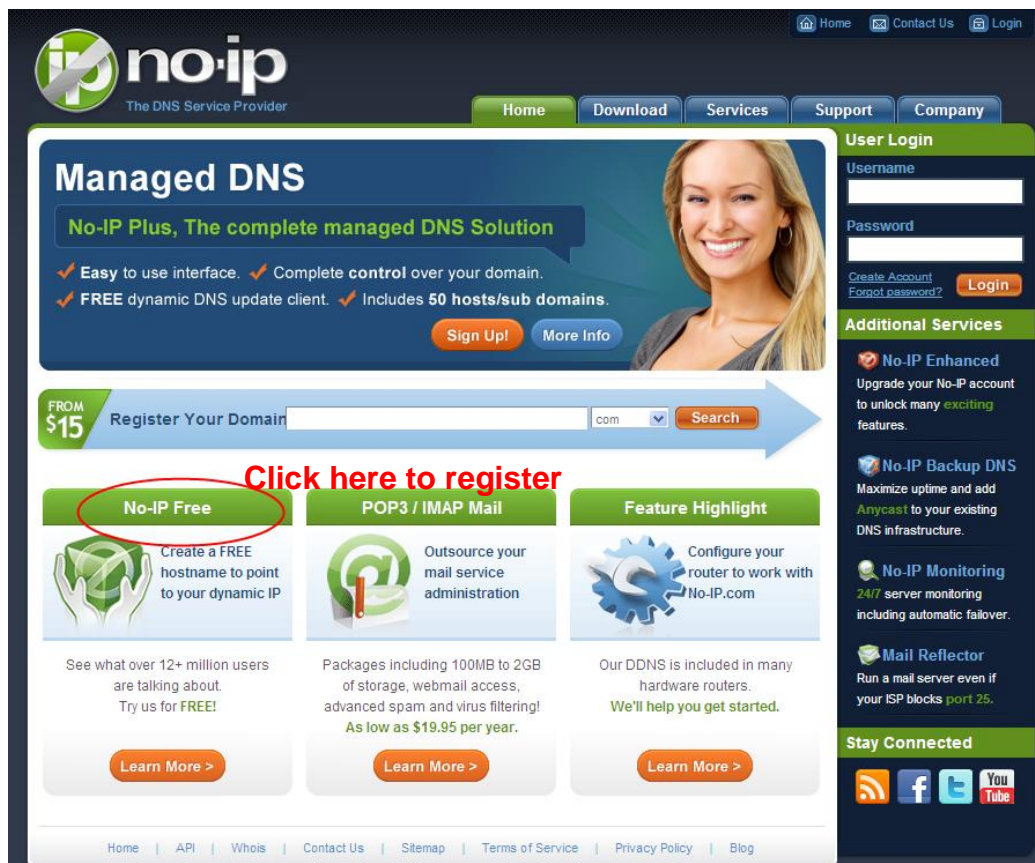 Home Contact Us Login
ip no·ip
The DNS Service Provider
Home Download Services Support Company
Managed DNS
No-IP Plus, The complete managed DNS Solution
Easy to use interface. Complete control over your domain.
FREE dynamic DNS update client. Includes 50 hosts/sub domains.
Sign Up! More Info
User Login
Username
Password
Create Account
Forgot password?
Login
FROM
$15
Register Your Domain com Search
Click here to register
No-IP Free
Create a FREE
hostname to point
to your dynamic IP
See what over 12+ million users
are talking about.
Try us for FREE!
Learn More >
POP3 / IMAP Mail
Outsource your
mail service
administration
Packages including 100MB to 2GB
of storage, webmail access,
advanced spam and virus filtering!
As low as $19.95 per year.
Learn More >
Feature Highlight
Configure your
router to work with
No-IP.com
Our DDNS is included in many
hardware routers.
We'll help you get started.
Learn More >
Additional Services
No-IP Enhanced
Upgrade your No-IP account
to unlock many exciting
features.
No-IP Backup DNS
Maximize uptime and add
Anycast to your existing
DNS infrastructure.
No-IP Monitoring
24/7 server monitoring
including automatic failover.
Mail Reflector
Run a mail server even if
your ISP blocks port 25.
Stay Connected
f t You
Tube
Home | API | Whois | Contact Us | Sitemap | Terms of Service | Privacy Policy | Blog